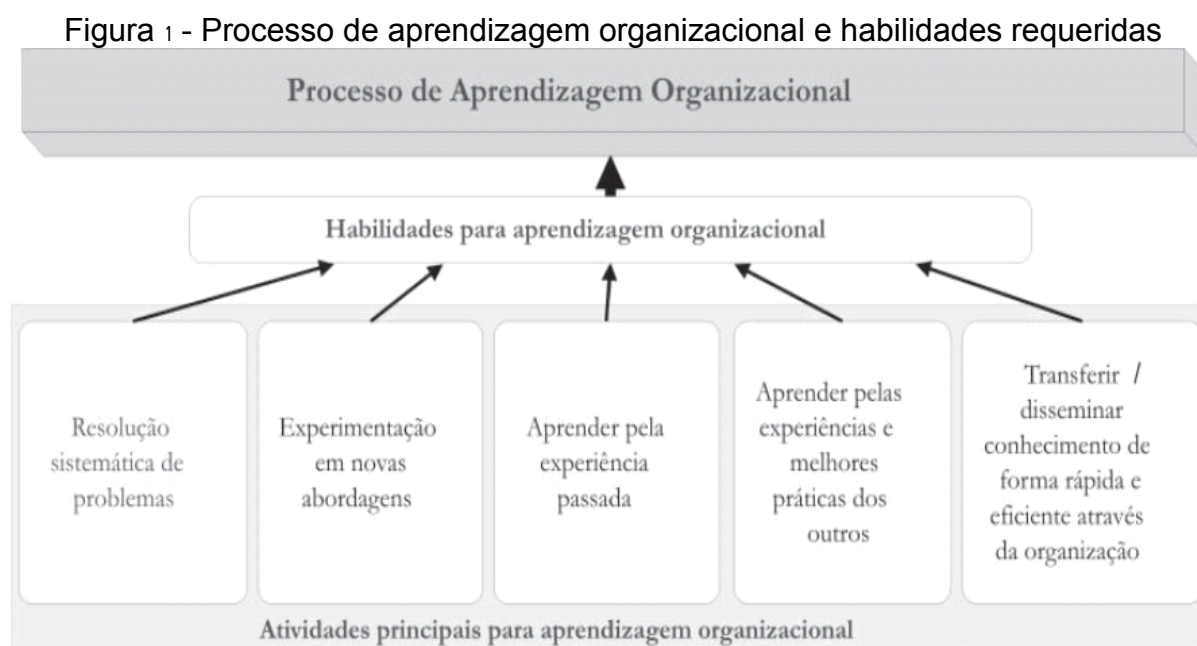 Figura 1 - Processo de aprendizagem organizacional e habilidades requeridas
Processo de Aprendizagem Organizacional
Habilidades para aprendizagem organizacional
Resolução
sistemática de
problemas
Experimentação
em novas
abordagens
Aprender pela
experiência
passada
Aprender pelas
experiências e
melhores
práticas dos
outros
Transferir /
disseminar
conhecimento de
forma rápida e
eficiente através
da organização
Atividades principais para aprendizagem organizacional